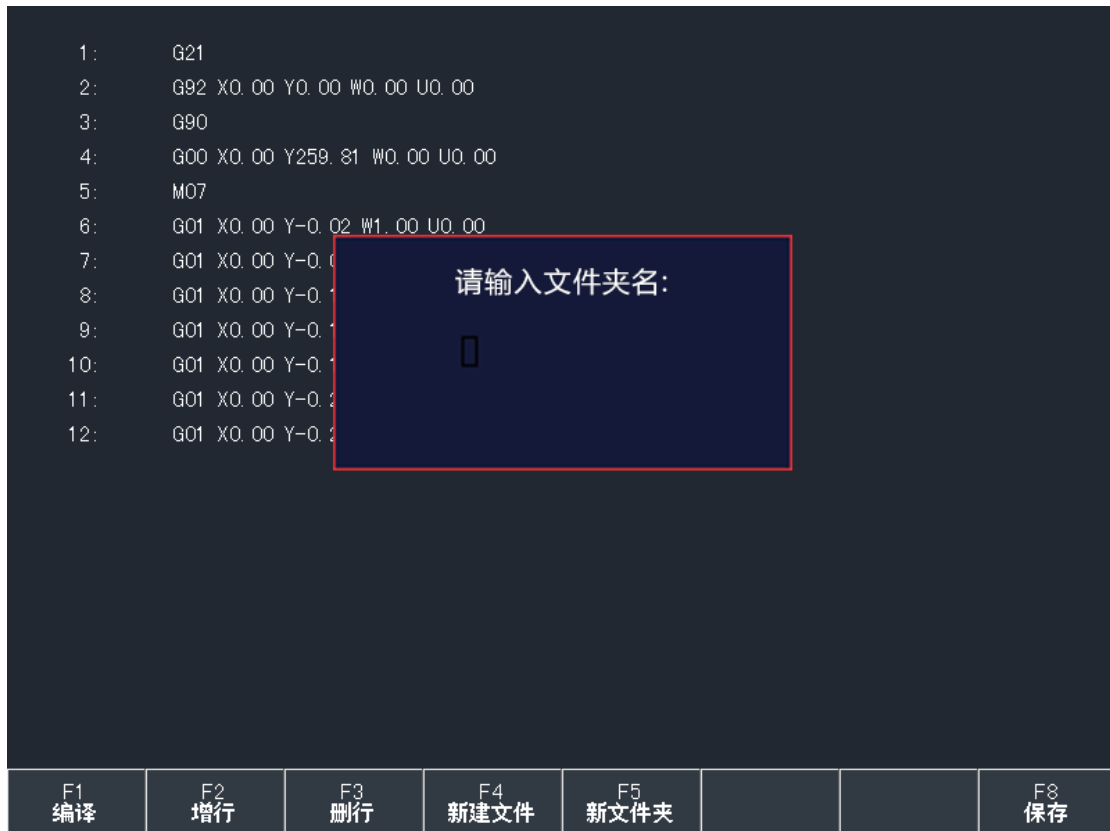 1: G21
2: G92 X0.00 Y0.00 W0.00 U0.00
3: G90
4: G00 X0.00 Y259.81 W0.00 U0.00
5: M07
6: G01 X0.00 Y-0.02 W1.00 U0.00
7: G01 X0.00 Y-0.
8: G01 X0.00 Y-0.
9: G01 X0.00 Y-0.
10: G01 X0.00 Y-0.
11: G01 X0.00 Y-0.2
12: G01 X0.00 Y-0.2
请输入文件夹名:
F1 F2 F3 F4 F5 F8
编译 增行 删行 新建文件 新文件夹 保存